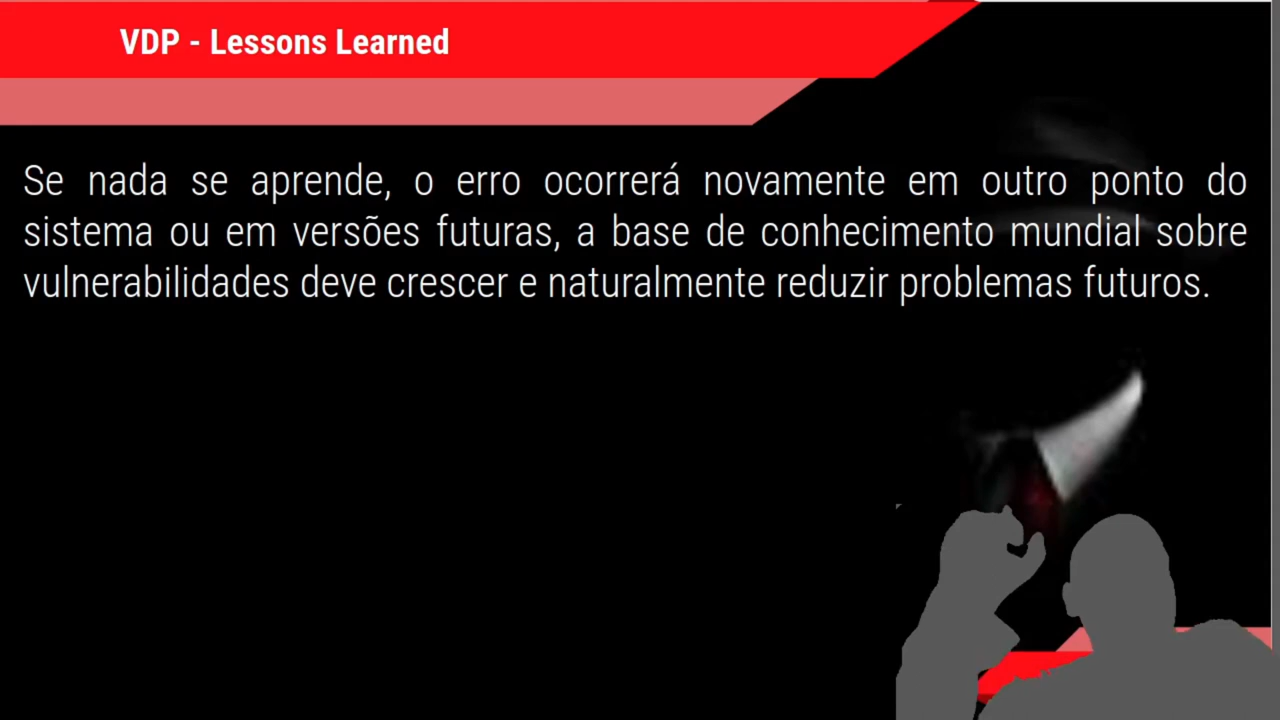 VDP - Lessons Learned
Se nada se aprende, o erro ocorrerá novamente em outro ponto do
sistema ou em versões futuras, a base de conhecimento mundial sobre
vulnerabilidades deve crescer e naturalmente reduzir problemas futuros.